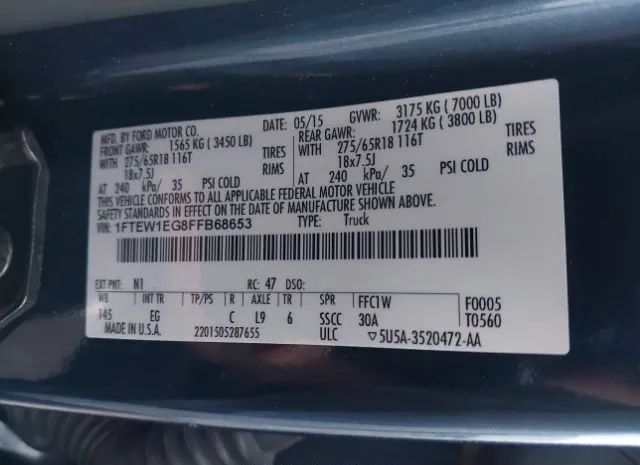 MFD. BY FORD MOTOR CO. DATE: 05/15 GVWR: 3175 KG (7000 LB)
FRONT GAWR: 1565 KG (3450 LB) REAR GAWR: 1724 KG (3800 LB)
WITH 275/65R18 116T TIRES WITH 275/65R18 116T TIRES
18x7.5J RIMS 18x7.5J RIMS
AT 240 kPa/ 35 PSI COLD AT 240 kPa/ 35 PSI COLD
THIS VEHICLE CONFORMS TO ALL APPLICABLE FEDERAL MOTOR VEHICLE
SAFETY STANDARDS IN EFFECT ON THE DATE OF MANUFACTURE SHOWN ABOVE.
VIN: 1FTEW1EG8FFB68653 TYPE: Truck
EXT PNT: N1 RC: 47 DSO:
WB INT TR TP/PS R AXLE TR SPR FFC1W F0005
145 EG C L9 6 SSCC 30A T0560
U.S.A. 2201505287655 ULC ▽5U5A-3520472-AA